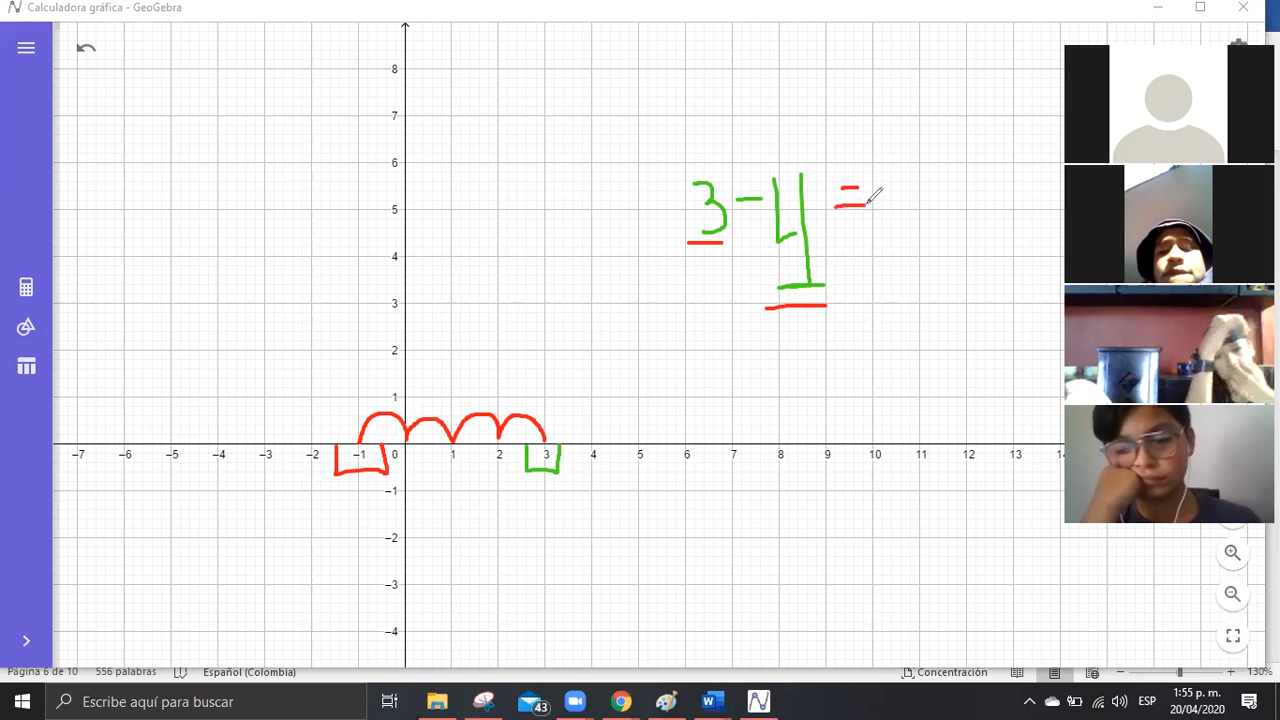 Calculadora gráfica - GeoGebra
8
7
6
3 - 4 =
5
4
3
2
1
-7 -6 -5 -4 -3 -2 -1 0 1 2 3 4 5 6 7 8 9 10 11 12 13 14
-1
-2
-3
-4
Página 6 de 10 556 palabras Español (Colombia) Concentración 130%
Escribe aquí para buscar 43 ESP 1:55 p. m.
20/04/2020